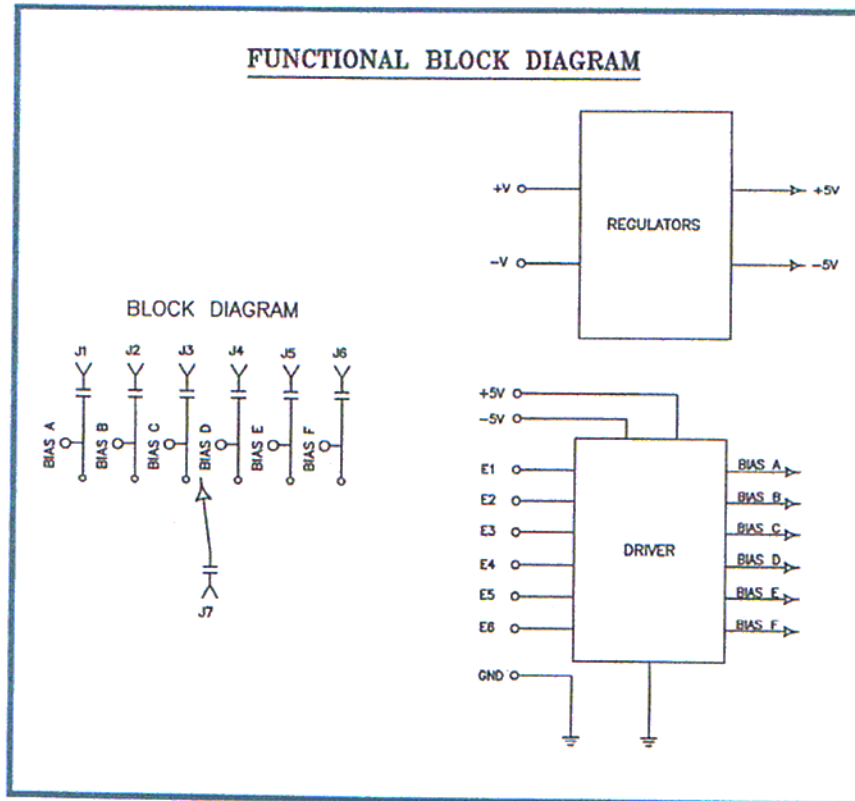 FUNCTIONAL BLOCK DIAGRAM
+V
-V
REGULATORS
+5V
-5V
BLOCK DIAGRAM
J1 J2 J3 J4 J5 J6
BIAS A BIAS B BIAS C BIAS D BIAS E BIAS F
J7
+5V
-5V
E1
E2
E3
E4
E5
E6
GND
DRIVER
BIAS A
BIAS B
BIAS C
BIAS D
BIAS E
BIAS F